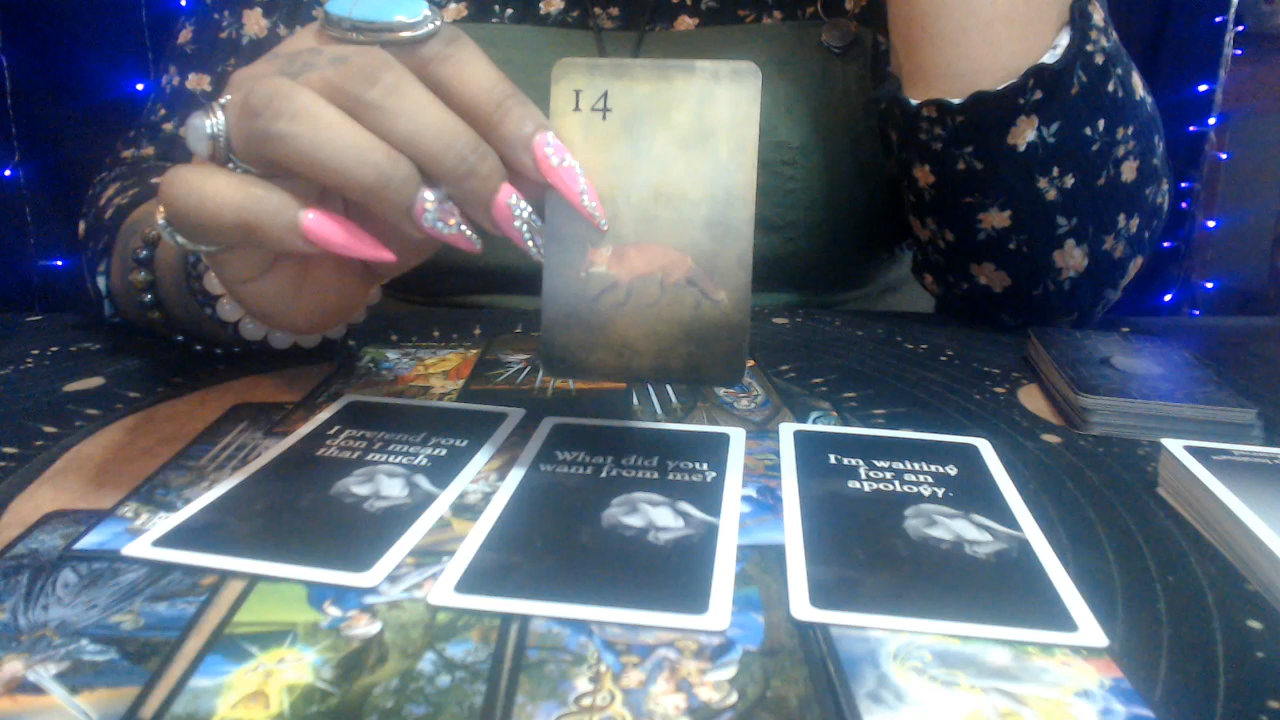 14
I pretend you
don't mean
that much.
What did you
want from me?
I'm waiting
for an
apology.